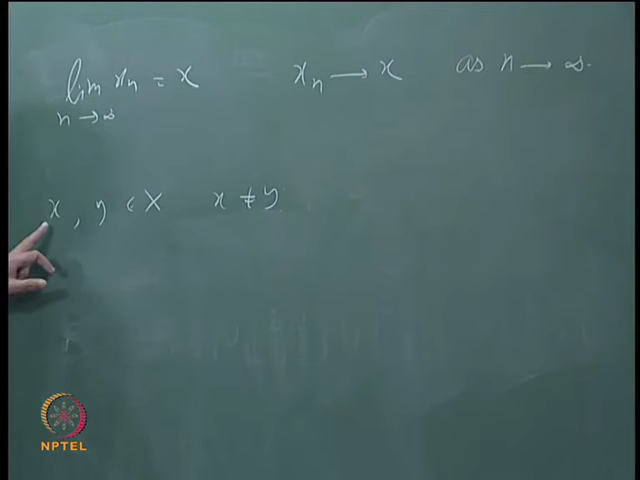 lim xₙ = x xₙ → x as n → ∞.
n → ∞
x, y ∈ X x ≠ y.
NPTEL